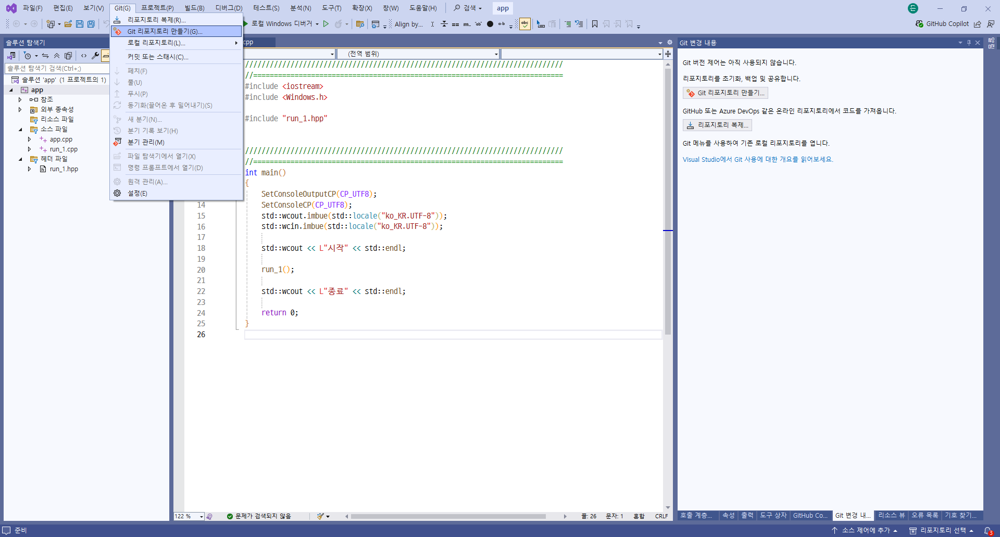 파일(F) 편집(E) 보기(V) Git(G) 프로젝트(P) 빌드(B) 디버그(D) 테스트(S) 분석(N) 도구(T) 확장(X) 창(W) 도움말(H) 검색 app
로컬 Windows 디버거 Align by... GitHub Copilot
리포지토리 복제(R)...
Git 리포지토리 만들기(G)...
로컬 리포지토리(L)...
커밋 또는 스태시(C)...
페치(F)
풀(U)
푸시(P)
동기화(끌어온 후 밀어내기)(S)
새 분기(N)...
분기 기록 보기(H)
분기 관리(M)
파일 탐색기에서 열기(X)
명령 프롬프트에서 열기(D)
원격 관리(A)...
설정(E)
솔루션 탐색기
솔루션 탐색기 검색(Ctrl+;)
솔루션 'app' (1 프로젝트의 1)
app
참조
외부 종속성
리소스 파일
소스 파일
app.cpp
run_1.cpp
헤더 파일
run_1.hpp
cpp
(전역 범위)
//////////////////////////////////////////////////////////////////////////////
//===========================================================================
#include <iostream>
#include <Windows.h>
#include "run_1.hpp"
//////////////////////////////////////////////////////////////////////////////
//===========================================================================
int main()
{
SetConsoleOutputCP(CP_UTF8);
14 SetConsoleCP(CP_UTF8);
15 std::wcout.imbue(std::locale("ko_KR.UTF-8"));
16 std::wcin.imbue(std::locale("ko_KR.UTF-8"));
17
18 std::wcout << L"시작" << std::endl;
19
20 run_1();
21
22 std::wcout << L"종료" << std::endl;
23
24 return 0;
25 }
26
122 % 문제가 검색되지 않음 줄: 26 문자: 1 혼합 CRLF
Git 변경 내용
Git 버전 제어는 아직 사용되지 않습니다.
리포지토리를 초기화, 백업 및 공유합니다.
Git 리포지토리 만들기...
GitHub 또는 Azure DevOps 같은 온라인 리포지토리에서 코드를 가져옵니다.
리포지토리 복제...
Git 메뉴를 사용하여 기존 로컬 리포지토리를 엽니다.
Visual Studio에서 Git 사용에 대한 개요를 읽어보세요.
호출 계층... 속성 출력 도구 상자 GitHub Co... Git 변경 내... 리소스 뷰 오류 목록 기호 찾기...
준비 소스 제어에 추가 리포지토리 선택 3